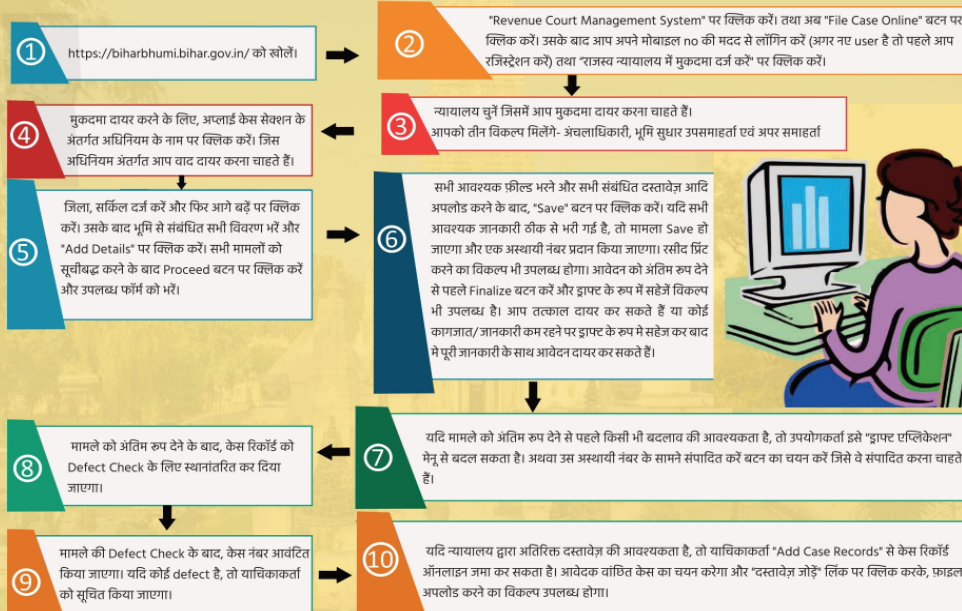 ①
https://biharbhumi.bihar.gov.in/ को खोलें।
②
"Revenue Court Management System" पर क्लिक करें। तथा अब "File Case Online" बटन पर
क्लिक करें। उसके बाद आप अपने मोबाइल no की मदद से लॉगिन करें (अगर नए user है तो पहले आप
रजिस्ट्रेशन करें) तथा "राजस्व न्यायालय में मुकदमा दर्ज करें" पर क्लिक करें।
③
न्यायालय चुनें जिसमें आप मुकदमा दायर करना चाहते हैं।
आपको तीन विकल्प मिलेंगे- अंचलाधिकारी, भूमि सुधार उपसमाहर्ता एवं अपर समाहर्ता
④
मुकदमा दायर करने के लिए, अप्लाई केस सेक्शन के
अंतर्गत अधिनियम के नाम पर क्लिक करें। जिस
अधिनियम अंतर्गत आप वाद दायर करना चाहते हैं।
⑤
जिला, सर्किल दर्ज करें और फिर आगे बढ़ें पर क्लिक
करें। उसके बाद भूमि से संबंधित सभी विवरण भरें और
"Add Details" पर क्लिक करें। सभी मामलों को
सूचीबद्ध करने के बाद Proceed बटन पर क्लिक करें
और उपलब्ध फॉर्म को भरें।
⑥
सभी आवश्यक फ़ील्ड भरने और सभी संबंधित दस्तावेज़ आदि
अपलोड करने के बाद, "Save" बटन पर क्लिक करें। यदि सभी
आवश्यक जानकारी ठीक से भरी गई है, तो मामला Save हो
जाएगा और एक अस्थायी नंबर प्रदान किया जाएगा। रसीद प्रिंट
करने का विकल्प भी उपलब्ध होगा। आवेदन को अंतिम रूप देने
से पहले Finalize बटन करें और ड्राफ्ट के रूप में सहेजें विकल्प
भी उपलब्ध है। आप तत्काल दायर कर सकते हैं या कोई
कागजात/ जानकारी कम रहने पर ड्राफ्ट के रूप मे सहेज कर बाद
मे पूरी जानकारी के साथ आवेदन दायर कर सकते हैं।
⑦
यदि मामले को अंतिम रूप देने से पहले किसी भी बदलाव की आवश्यकता है, तो उपयोगकर्ता इसे "ड्राफ्ट एप्लिकेशन"
मेनू से बदल सकता है। अथवा उस अस्थायी नंबर के सामने संपादित करें बटन का चयन करें जिसे वे संपादित करना चाहते
हैं।
⑧
मामले को अंतिम रूप देने के बाद, केस रिकॉर्ड को
Defect Check के लिए स्थानांतरित कर दिया
जाएगा।
⑨
मामले की Defect Check के बाद, केस नंबर आवंटित
किया जाएगा। यदि कोई defect है, तो याचिकाकर्ता
को सूचित किया जाएगा।
⑩
यदि न्यायालय द्वारा अतिरिक्त दस्तावेज़ की आवश्यकता है, तो याचिकाकर्ता "Add Case Records" से केस रिकॉर्ड
ऑनलाइन जमा कर सकता है। आवेदक वांछित केस का चयन करेगा और "दस्तावेज़ जोड़ें" लिंक पर क्लिक करके, फ़ाइल
अपलोड करने का विकल्प उपलब्ध होगा।